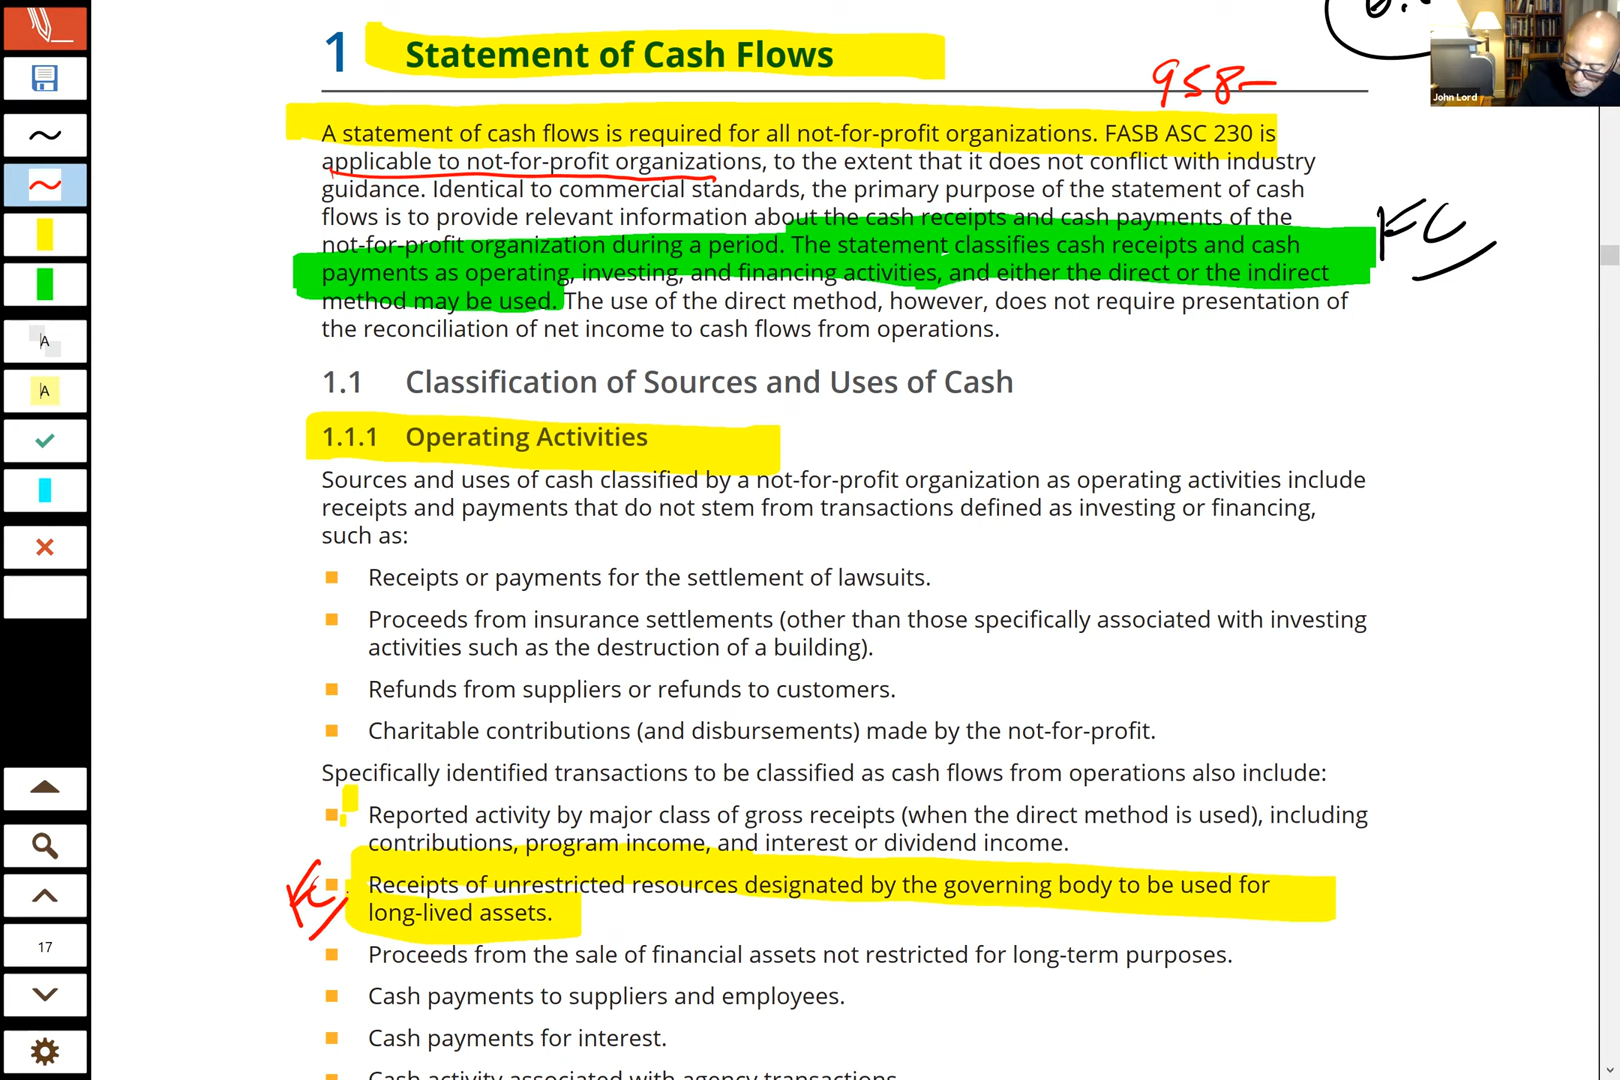 1 Statement of Cash Flows
958-
John Lord
A statement of cash flows is required for all not-for-profit organizations. FASB ASC 230 is
applicable to not-for-profit organizations, to the extent that it does not conflict with industry
guidance. Identical to commercial standards, the primary purpose of the statement of cash
flows is to provide relevant information about the cash receipts and cash payments of the
not-for-profit organization during a period. The statement classifies cash receipts and cash
payments as operating, investing, and financing activities, and either the direct or the indirect
method may be used. The use of the direct method, however, does not require presentation of
the reconciliation of net income to cash flows from operations.
KC
1.1 Classification of Sources and Uses of Cash
1.1.1 Operating Activities
Sources and uses of cash classified by a not-for-profit organization as operating activities include
receipts and payments that do not stem from transactions defined as investing or financing,
such as:
Receipts or payments for the settlement of lawsuits.
Proceeds from insurance settlements (other than those specifically associated with investing
activities such as the destruction of a building).
Refunds from suppliers or refunds to customers.
Charitable contributions (and disbursements) made by the not-for-profit.
Specifically identified transactions to be classified as cash flows from operations also include:
Reported activity by major class of gross receipts (when the direct method is used), including
contributions, program income, and interest or dividend income.
KC
Receipts of unrestricted resources designated by the governing body to be used for
long-lived assets.
Proceeds from the sale of financial assets not restricted for long-term purposes.
Cash payments to suppliers and employees.
Cash payments for interest.
Cash activity associated with agency transactions.
A
A
17